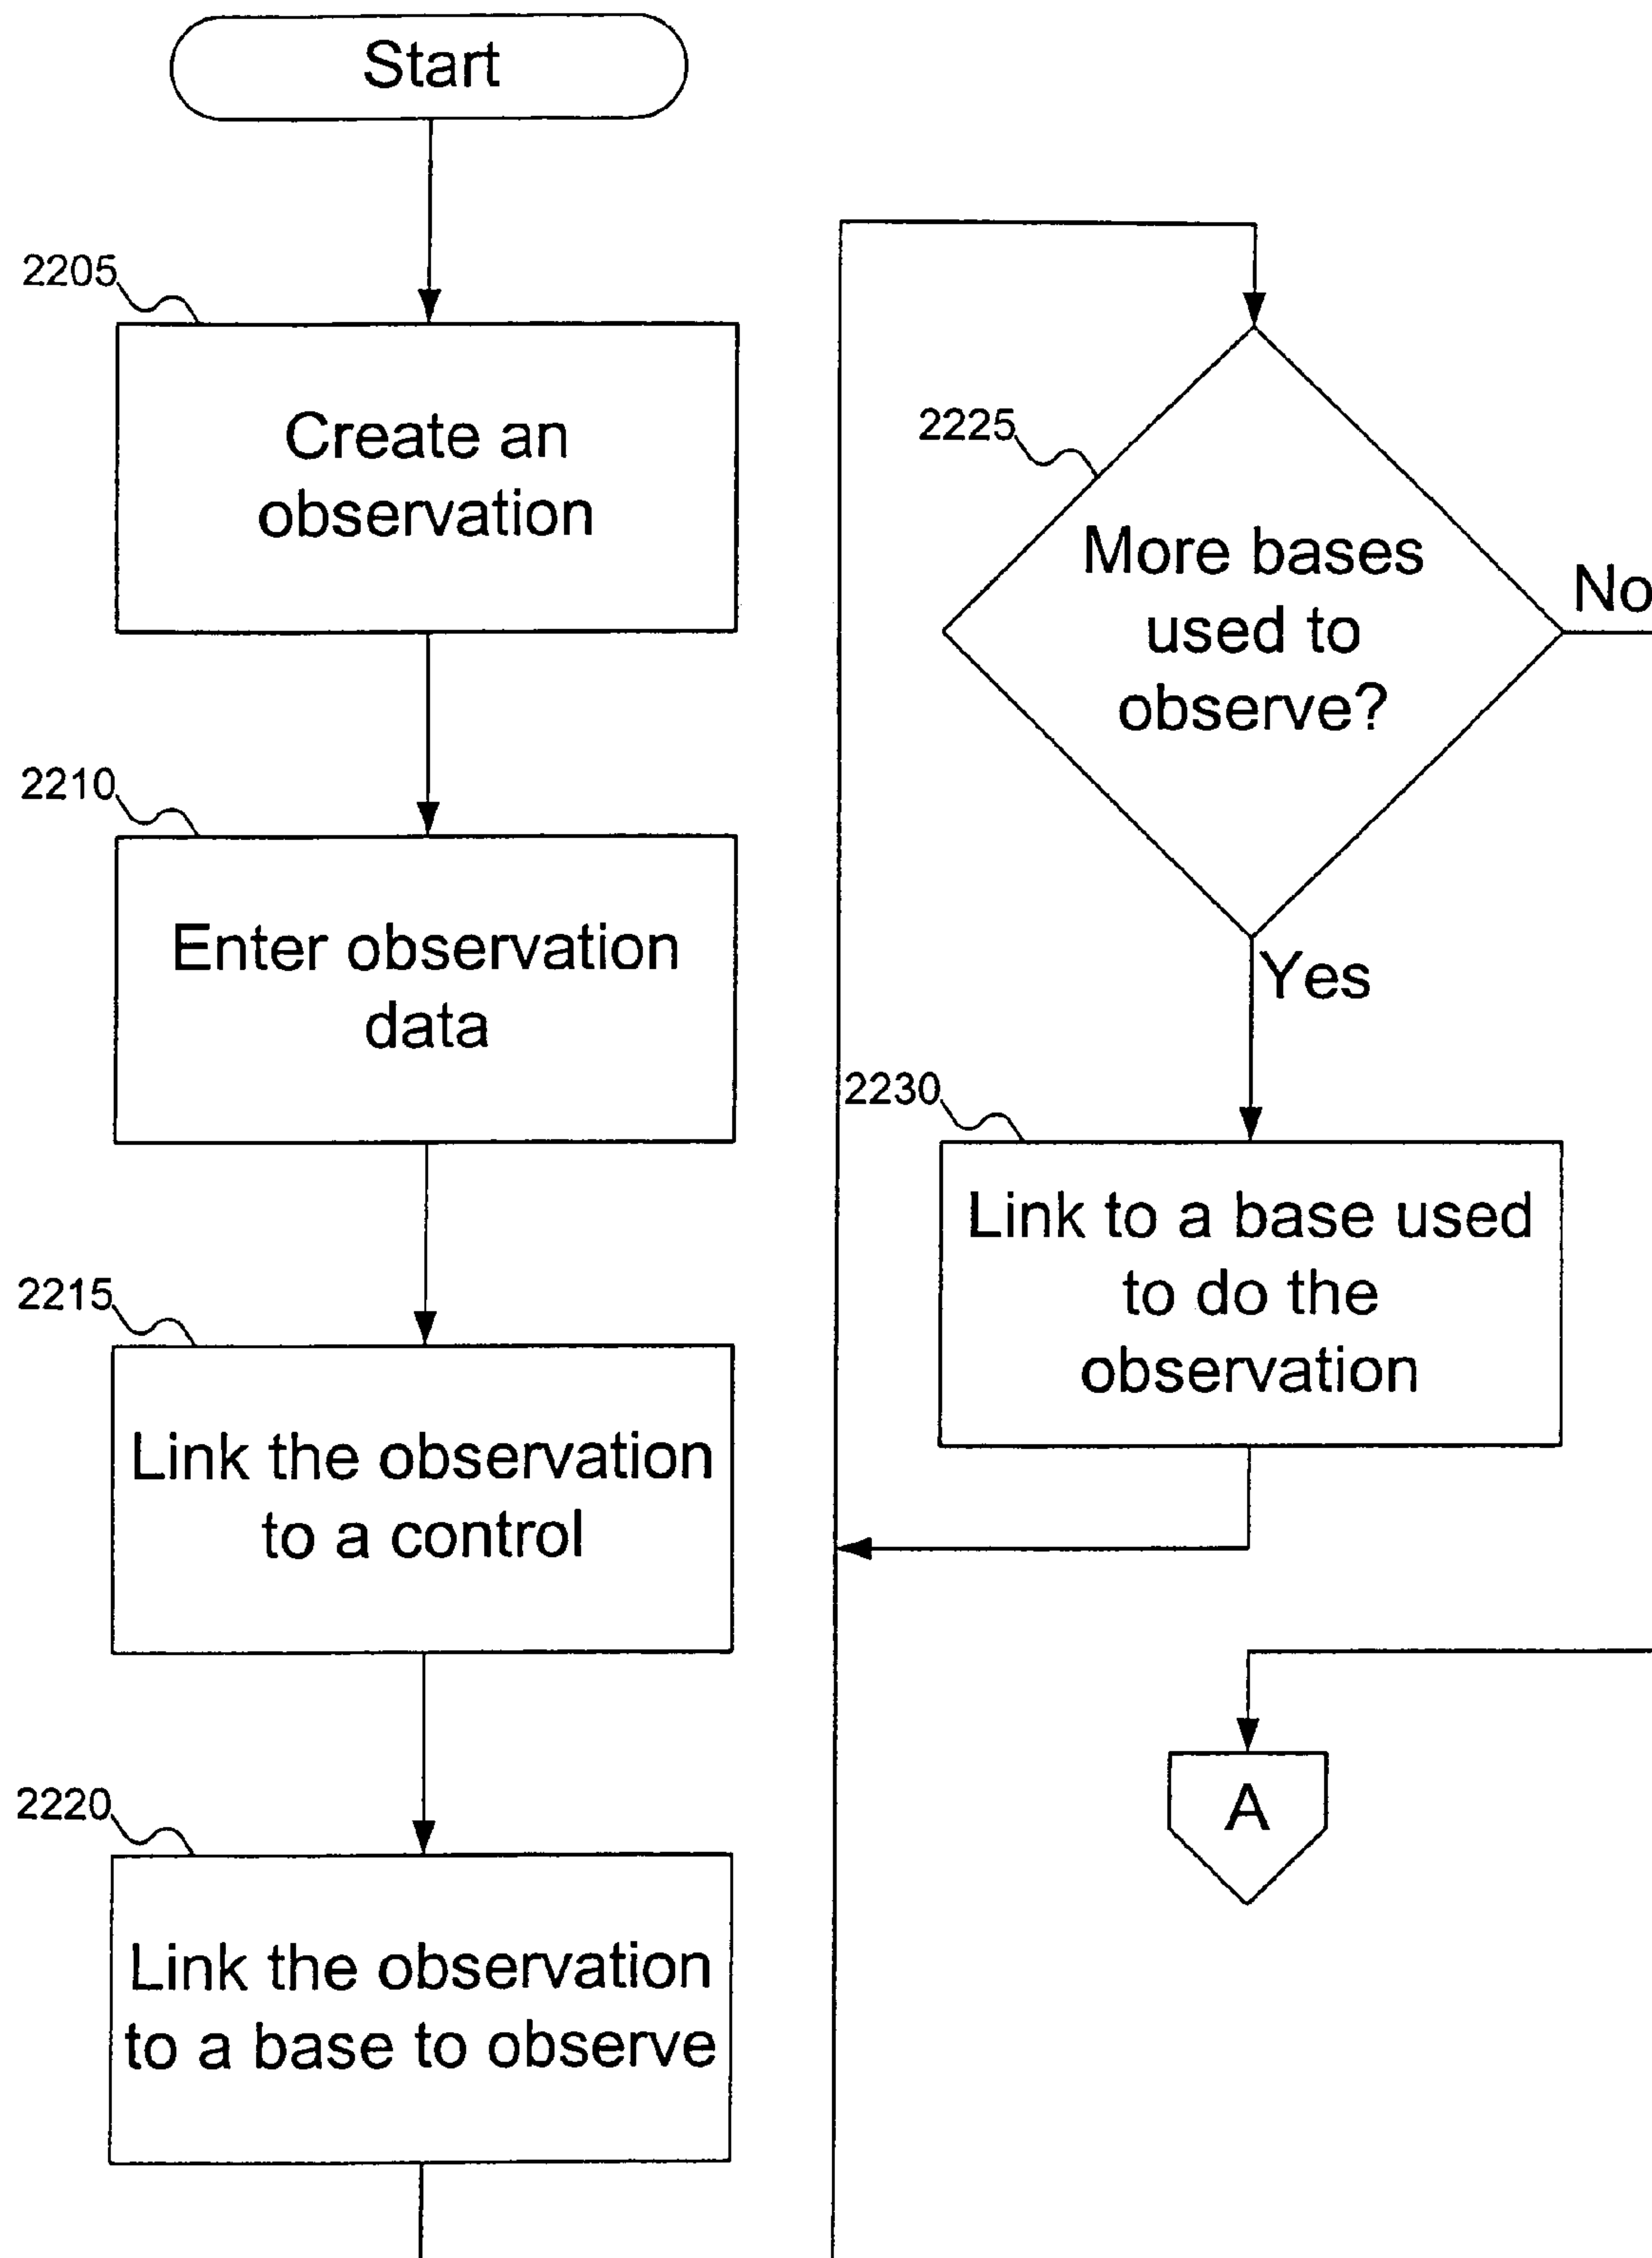 Start
2205
Create an
observation
2210
Enter observation
data
2215
Link the observation
to a control
2220
Link the observation
to a base to observe
2225
More bases
used to
observe?
No
Yes
2230
Link to a base used
to do the
observation
A